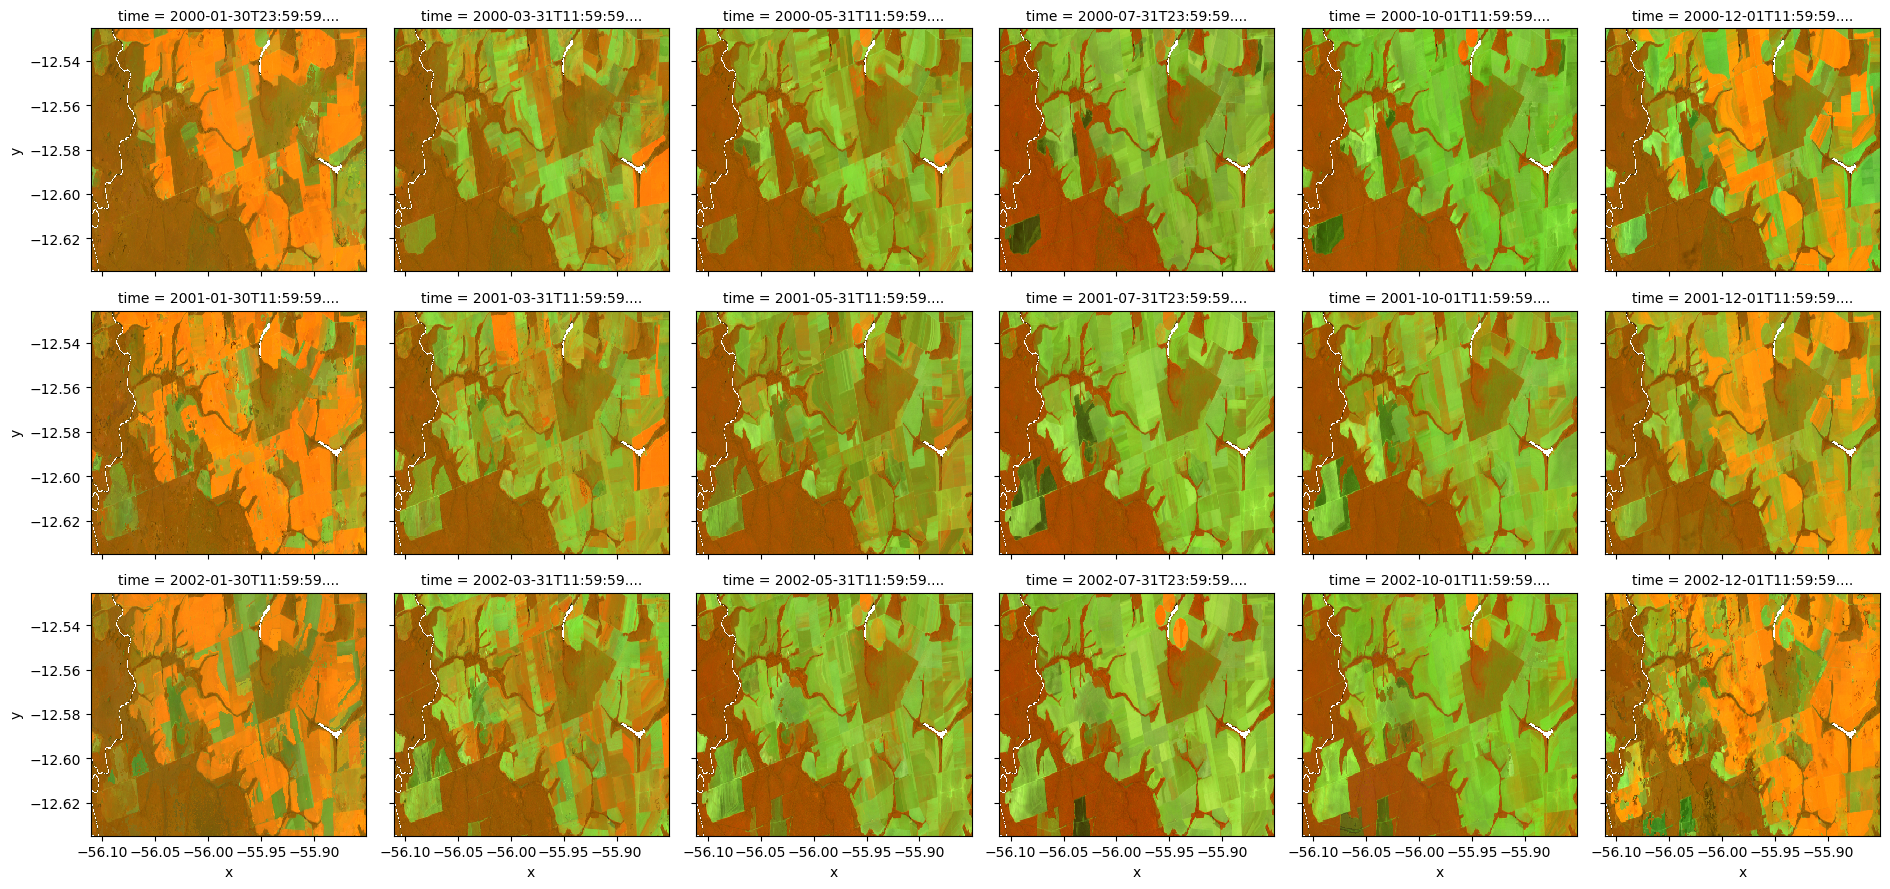 time = 2000-01-30T23:59:59.... time = 2000-03-31T11:59:59.... time = 2000-05-31T11:59:59.... time = 2000-07-31T23:59:59.... time = 2000-10-01T11:59:59.... time = 2000-12-01T11:59:59....
−12.54
−12.56
y
−12.58
−12.60
−12.62
time = 2001-01-30T11:59:59.... time = 2001-03-31T11:59:59.... time = 2001-05-31T11:59:59.... time = 2001-07-31T23:59:59.... time = 2001-10-01T11:59:59.... time = 2001-12-01T11:59:59....
−12.54
−12.56
y
−12.58
−12.60
−12.62
time = 2002-01-30T11:59:59.... time = 2002-03-31T11:59:59.... time = 2002-05-31T11:59:59.... time = 2002-07-31T23:59:59.... time = 2002-10-01T11:59:59.... time = 2002-12-01T11:59:59....
−12.54
−12.56
y
−12.58
−12.60
−12.62
−56.10 −56.05 −56.00 −55.95 −55.90 −56.10 −56.05 −56.00 −55.95 −55.90 −56.10 −56.05 −56.00 −55.95 −55.90 −56.10 −56.05 −56.00 −55.95 −55.90 −56.10 −56.05 −56.00 −55.95 −55.90 −56.10 −56.05 −56.00 −55.95 −55.90
x x x x x x